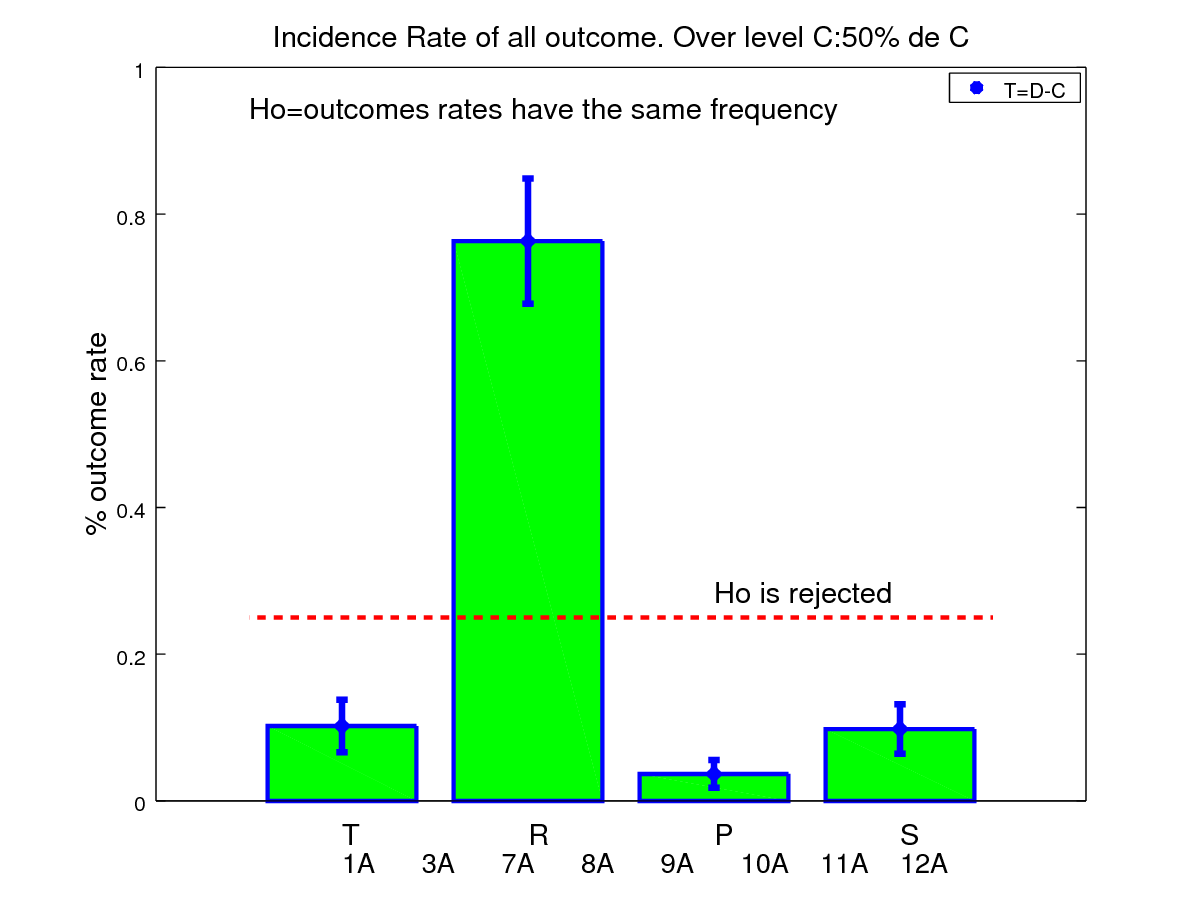 Incidence Rate of all outcome. Over level C:50% de C
1
T=D-C
Ho=outcomes rates have the same frequency
0.8
0.6
% outcome rate
0.4
Ho is rejected
0.2
0
T R P S
1A 3A 7A 8A 9A 10A 11A 12A